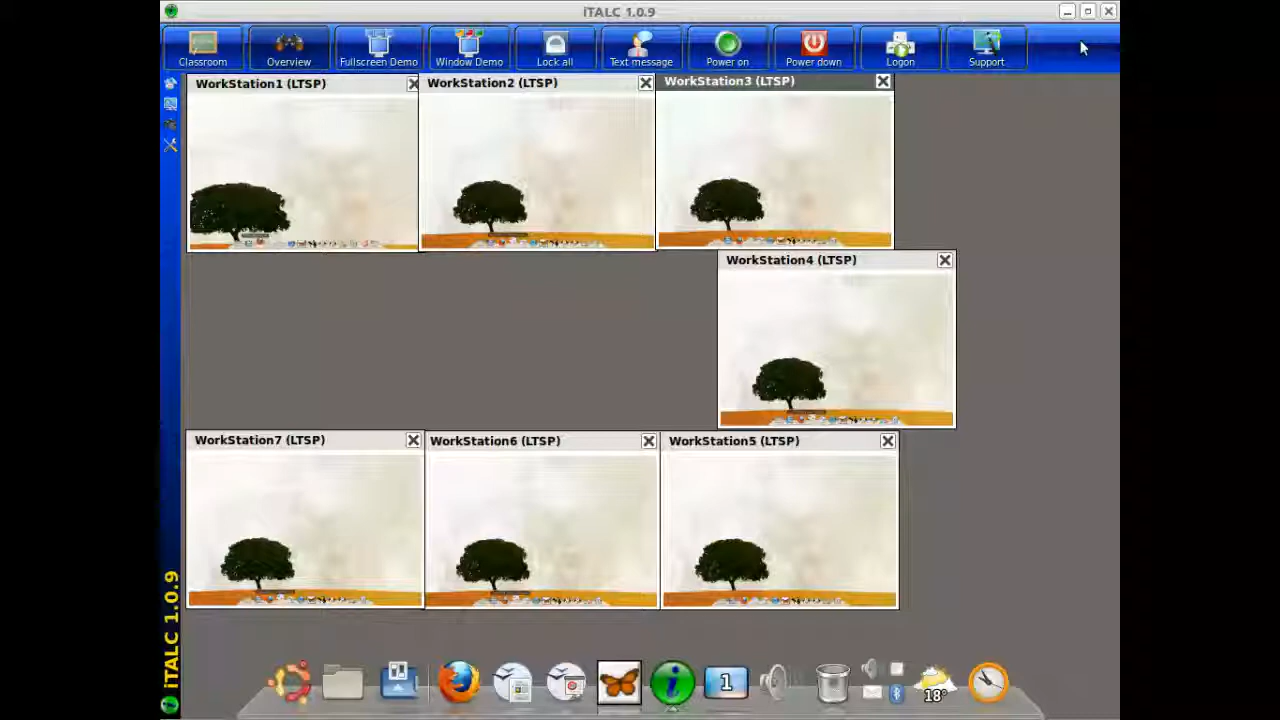 iTALC 1.0.9
Classroom
Overview
Fullscreen Demo
Window Demo
Lock all
Text message
Power on
Power down
Logon
Support
WorkStation1 (LTSP)
WorkStation2 (LTSP)
WorkStation3 (LTSP)
WorkStation4 (LTSP)
WorkStation7 (LTSP)
WorkStation6 (LTSP)
WorkStation5 (LTSP)
iTALC 1.0.9
1
18°